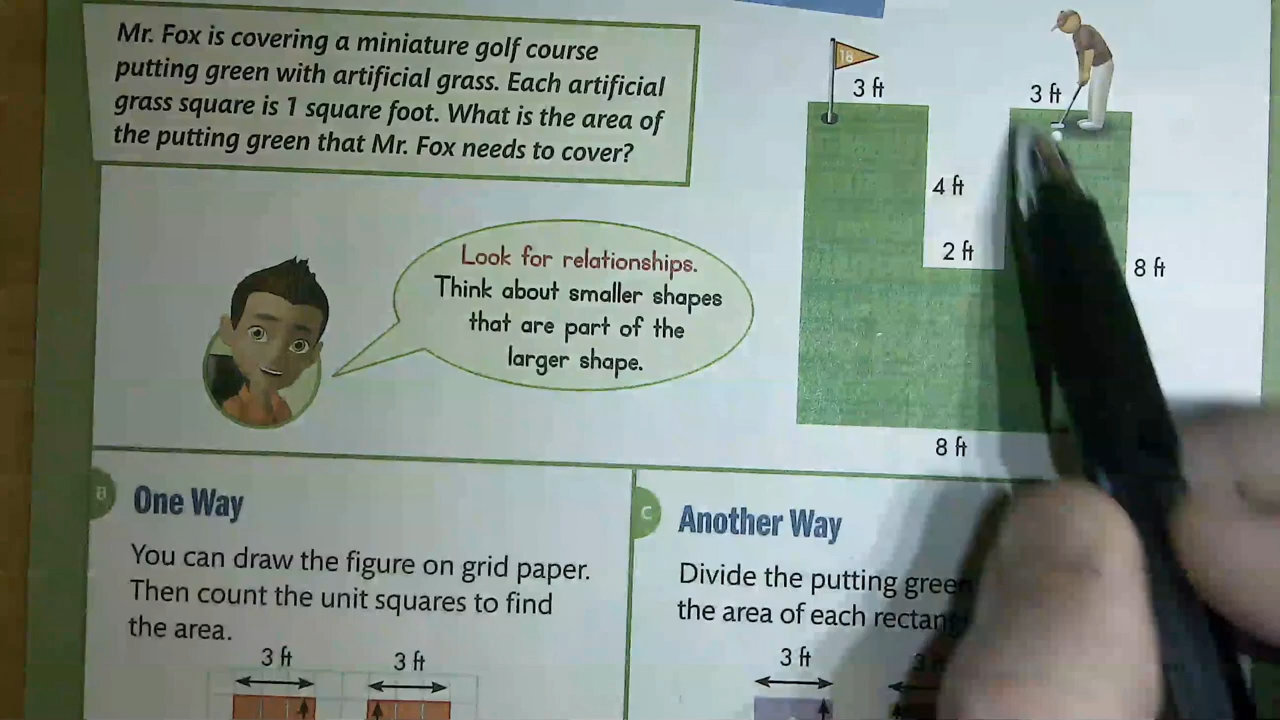 Mr. Fox is covering a miniature golf course
putting green with artificial grass. Each artificial
grass square is 1 square foot. What is the area of
the putting green that Mr. Fox needs to cover?
18
3 ft
3 ft
4 ft
2 ft
8 ft
8 ft
Look for relationships.
Think about smaller shapes
that are part of the
larger shape.
B
One Way
You can draw the figure on grid paper.
Then count the unit squares to find
the area.
3 ft
3 ft
C
Another Way
Divide the putting green
the area of each
3 ft